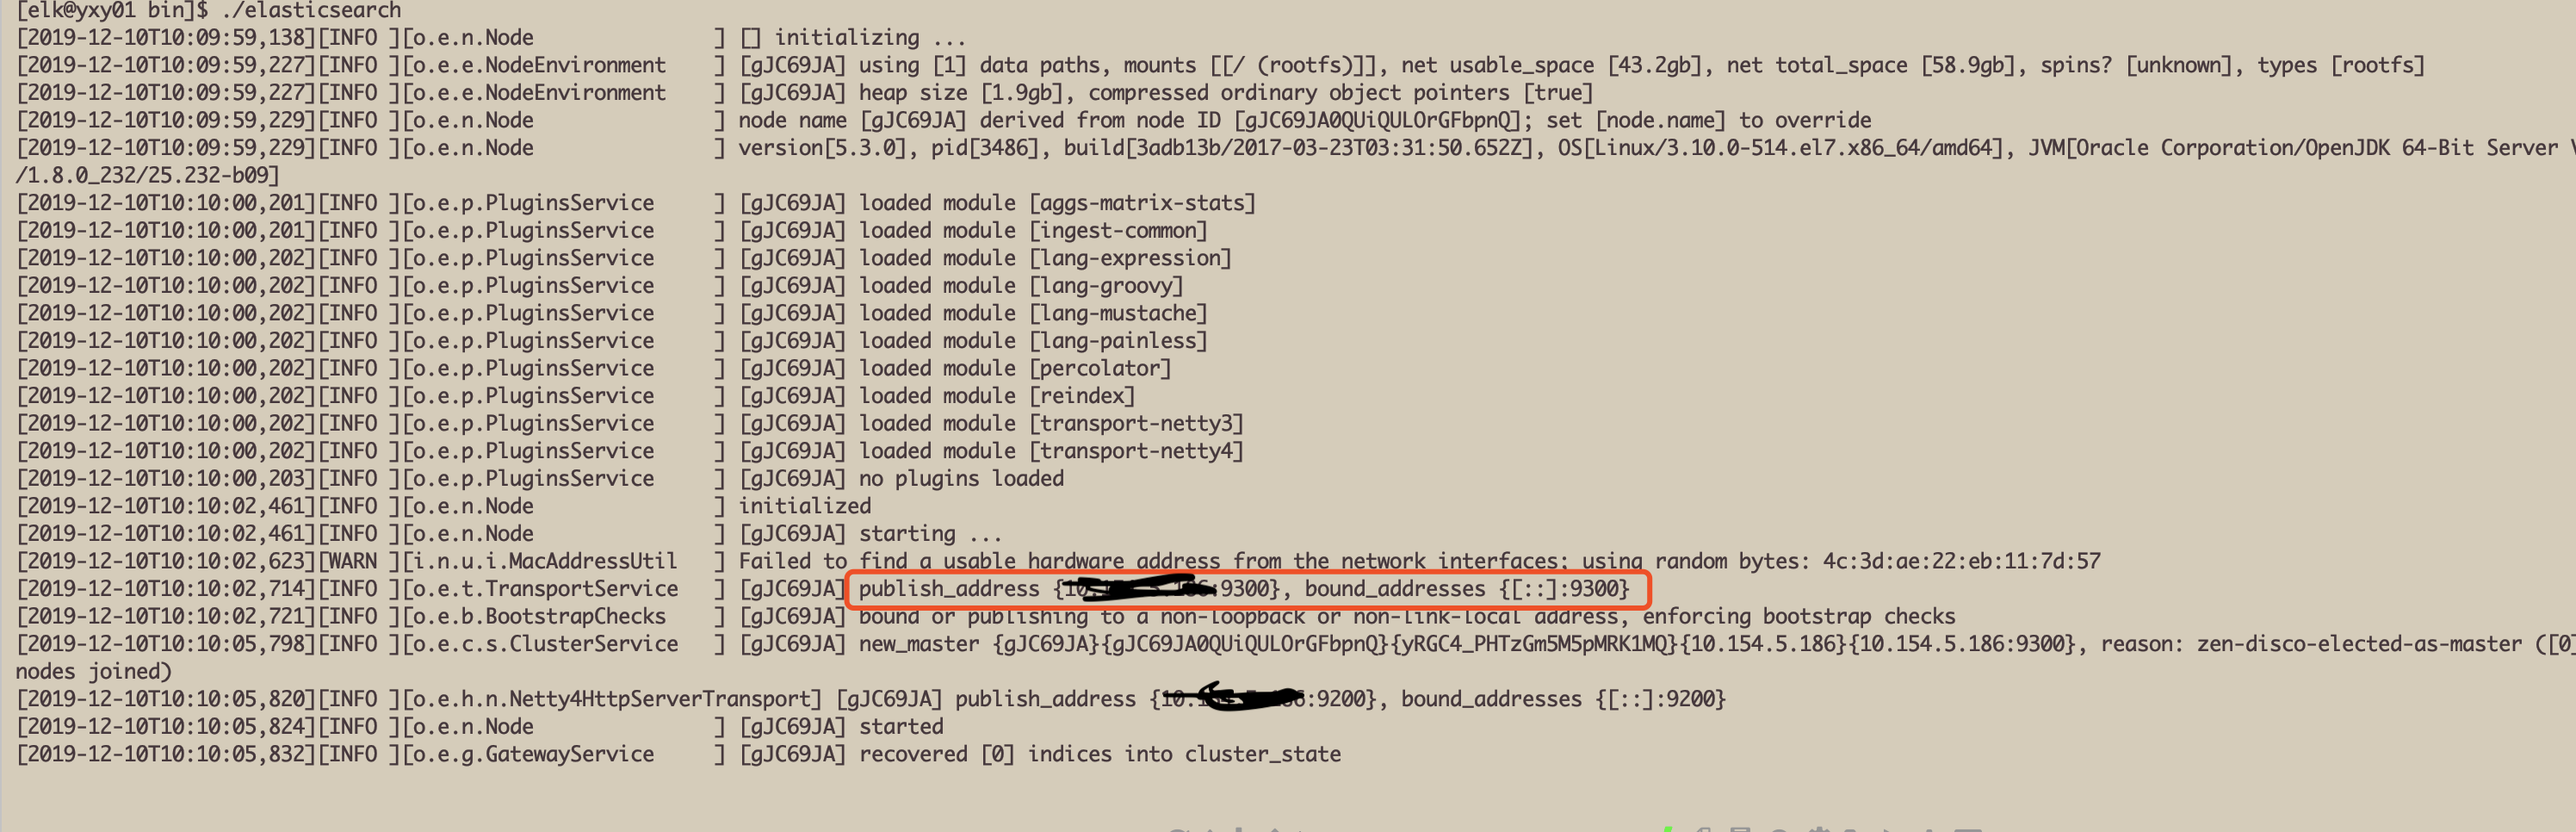 [elk@yxy01 bin]$ ./elasticsearch
[2019-12-10T10:09:59,138][INFO ][o.e.n.Node               ] [] initializing ...
[2019-12-10T10:09:59,227][INFO ][o.e.e.NodeEnvironment    ] [gJC69JA] using [1] data paths, mounts [[/ (rootfs)]], net usable_space [43.2gb], net total_space [58.9gb], spins? [unknown], types [rootfs]
[2019-12-10T10:09:59,227][INFO ][o.e.e.NodeEnvironment    ] [gJC69JA] heap size [1.9gb], compressed ordinary object pointers [true]
[2019-12-10T10:09:59,229][INFO ][o.e.n.Node               ] node name [gJC69JA] derived from node ID [gJC69JA0QUiQULOrGFbpnQ]; set [node.name] to override
[2019-12-10T10:09:59,229][INFO ][o.e.n.Node               ] version[5.3.0], pid[3486], build[3adb13b/2017-03-23T03:31:50.652Z], OS[Linux/3.10.0-514.el7.x86_64/amd64], JVM[Oracle Corporation/OpenJDK 64-Bit Server
/1.8.0_232/25.232-b09]
[2019-12-10T10:10:00,201][INFO ][o.e.p.PluginsService     ] [gJC69JA] loaded module [aggs-matrix-stats]
[2019-12-10T10:10:00,201][INFO ][o.e.p.PluginsService     ] [gJC69JA] loaded module [ingest-common]
[2019-12-10T10:10:00,202][INFO ][o.e.p.PluginsService     ] [gJC69JA] loaded module [lang-expression]
[2019-12-10T10:10:00,202][INFO ][o.e.p.PluginsService     ] [gJC69JA] loaded module [lang-groovy]
[2019-12-10T10:10:00,202][INFO ][o.e.p.PluginsService     ] [gJC69JA] loaded module [lang-mustache]
[2019-12-10T10:10:00,202][INFO ][o.e.p.PluginsService     ] [gJC69JA] loaded module [lang-painless]
[2019-12-10T10:10:00,202][INFO ][o.e.p.PluginsService     ] [gJC69JA] loaded module [percolator]
[2019-12-10T10:10:00,202][INFO ][o.e.p.PluginsService     ] [gJC69JA] loaded module [reindex]
[2019-12-10T10:10:00,202][INFO ][o.e.p.PluginsService     ] [gJC69JA] loaded module [transport-netty3]
[2019-12-10T10:10:00,202][INFO ][o.e.p.PluginsService     ] [gJC69JA] loaded module [transport-netty4]
[2019-12-10T10:10:00,203][INFO ][o.e.p.PluginsService     ] [gJC69JA] no plugins loaded
[2019-12-10T10:10:02,461][INFO ][o.e.n.Node               ] initialized
[2019-12-10T10:10:02,461][INFO ][o.e.n.Node               ] [gJC69JA] starting ...
[2019-12-10T10:10:02,623][WARN ][i.n.u.i.MacAddressUtil   ] Failed to find a usable hardware address from the network interfaces; using random bytes: 4c:3d:ae:22:eb:11:7d:57
[2019-12-10T10:10:02,714][INFO ][o.e.t.TransportService   ] [gJC69JA] publish_address {:9300}, bound_addresses {[::]:9300}
[2019-12-10T10:10:02,721][INFO ][o.e.b.BootstrapChecks    ] [gJC69JA] bound or publishing to a non-loopback or non-link-local address, enforcing bootstrap checks
[2019-12-10T10:10:05,798][INFO ][o.e.c.s.ClusterService   ] [gJC69JA] new_master {gJC69JA}{gJC69JA0QUiQULOrGFbpnQ}{yRGC4_PHTzGm5M5pMRK1MQ}{10.154.5.186}{10.154.5.186:9300}, reason: zen-disco-elected-as-master ([0]
nodes joined)
[2019-12-10T10:10:05,820][INFO ][o.e.h.n.Netty4HttpServerTransport] [gJC69JA] publish_address {:9200}, bound_addresses {[::]:9200}
[2019-12-10T10:10:05,824][INFO ][o.e.n.Node               ] [gJC69JA] started
[2019-12-10T10:10:05,832][INFO ][o.e.g.GatewayService     ] [gJC69JA] recovered [0] indices into cluster_state